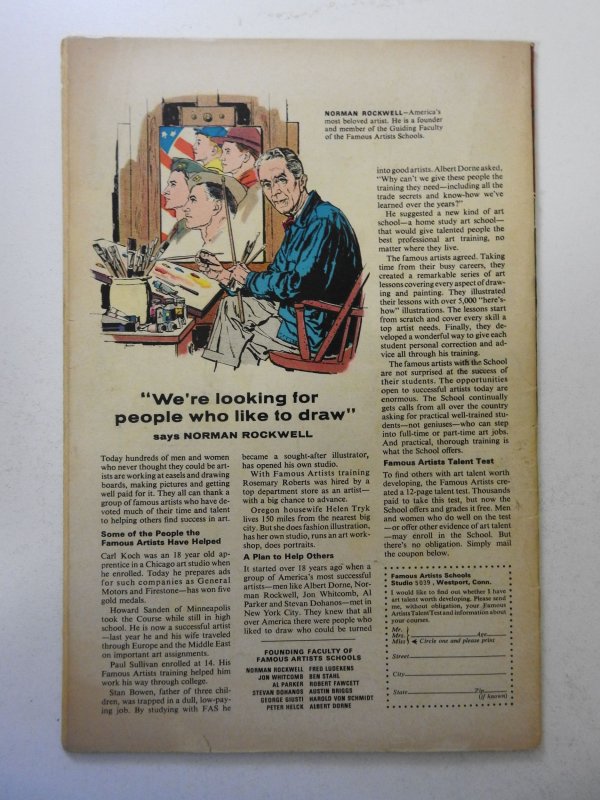 NORMAN ROCKWELL—America's
most beloved artist. He is a founder
and member of the Guiding Faculty
of the Famous Artists Schools.
"We're looking for
people who like to draw"
says NORMAN ROCKWELL
Today hundreds of men and women
who never thought they could be art-
ists are working at easels and drawing
boards, making pictures and getting
well paid for it. They all can thank a
group of famous artists who have de-
voted much of their time and talent
to helping others find success in art.
Some of the People the
Famous Artists Have Helped
Carl Koch was an 18 year old ap-
prentice in a Chicago art studio when
he enrolled. Today he prepares ads
for such companies as General
Motors and Firestone—has won five
gold medals.
Howard Sanden of Minneapolis
took the Course while still in high
school. He is now a successful artist
—last year he and his wife traveled
through Europe and the Middle East
on important art assignments.
Paul Sullivan enrolled at 14. His
Famous Artists training helped him
work his way through college.
Stan Bowen, father of three chil-
dren, was trapped in a dull, low-pay-
ing job. By studying with FAS he
became a sought-after illustrator,
has opened his own studio.
With Famous Artists training
Rosemary Roberts was hired by a
top department store as an artist—
with a big chance to advance.
Oregon housewife Helen Tryk
lives 150 miles from the nearest big
city. But she does fashion illustration,
has her own studio, runs an art work-
shop, does portraits.
A Plan to Help Others
It started over 18 years ago when a
group of America's most successful
artists—men like Albert Dorne, Nor-
man Rockwell, Jon Whitcomb, Al
Parker and Stevan Dohanos—met in
New York City. They knew that all
over America there were people who
liked to draw who could be turned
into good artists. Albert Dorne asked,
"Why can't we give these people the
training they need—including all the
trade secrets and know-how we've
learned over the years?"
He suggested a new kind of art
school—a home study art school—
that would give talented people the
best professional art training, no
matter where they live.
The famous artists agreed. Taking
time from their busy careers, they
created a remarkable series of art
lessons covering every aspect of draw-
ing and painting. They illustrated
their lessons with over 5,000 "here's-
how" illustrations. The lessons start
from scratch and cover every skill a
top artist needs. Finally, they de-
veloped a wonderful way to give each
student personal correction and ad-
vice all through his training.
The famous artists with the School
are not surprised at the success of
their students. The opportunities
open to successful artists today are
enormous. The School continually
gets calls from all over the country
asking for practical well-trained stu-
dents—not geniuses—who can step
into full-time or part-time art jobs.
And practical, thorough training is
what the School offers.
Famous Artists Talent Test
To find others with art talent worth
developing, the Famous Artists cre-
ated a 12-page talent test. Thousands
paid to take this test, but now the
School offers and grades it free. Men
and women who do well on the test
—or offer other evidence of art talent
—may enroll in the School. But
there's no obligation. Simply mail
the coupon below.
FOUNDING FACULTY OF
FAMOUS ARTISTS SCHOOLS
NORMAN ROCKWELL FRED LUDEKENS
JON WHITCOMB BEN STAHL
AL PARKER ROBERT FAWCETT
STEVAN DOHANOS AUSTIN BRIGGS
GEORGE GIUSTI HAROLD VON SCHMIDT
PETER HELCK ALBERT DORNE
Famous Artists Schools
Studio 5039, Westport, Conn.
I would like to find out whether I have
art talent worth developing. Please send
me, without obligation, your Famous
Artists Talent Test and information about
your courses.
Mr.
Mrs. Age
Miss Circle one and please print
Street
City
State Zip
(if known)